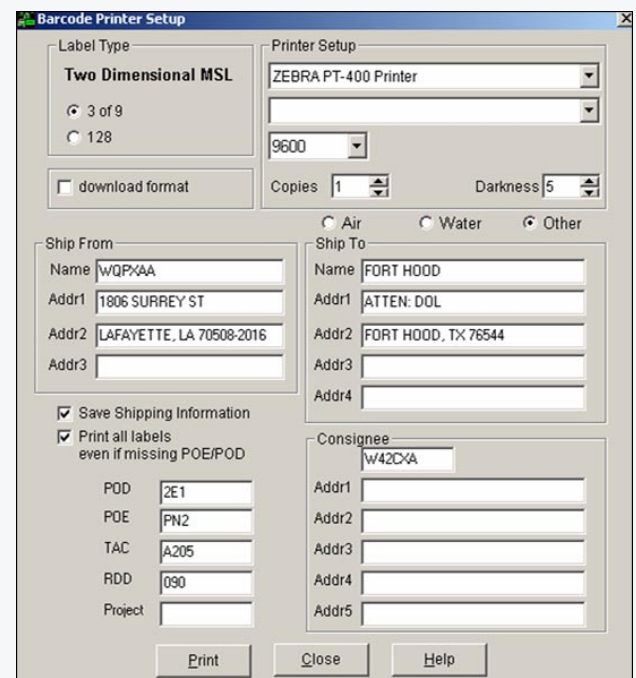 Barcode Printer Setup
Label Type
Two Dimensional MSL
3 of 9
128
download format
Printer Setup
ZEBRA PT-400 Printer
9600
Copies 1
Darkness 5
Air Water Other
Ship From
Name WQPXAA
Addr1 1806 SURREY ST
Addr2 LAFAYETTE, LA 70508-2016
Addr3
Ship To
Name FORT HOOD
Addr1 ATTEN: DOL
Addr2 FORT HOOD, TX 76544
Addr3
Addr4
Save Shipping Information
Print all labels
even if missing POE/POD
POD 2E1
POE PN2
TAC A205
RDD 090
Project
Consignee
W42CXA
Addr1
Addr2
Addr3
Addr4
Addr5
Print Close Help